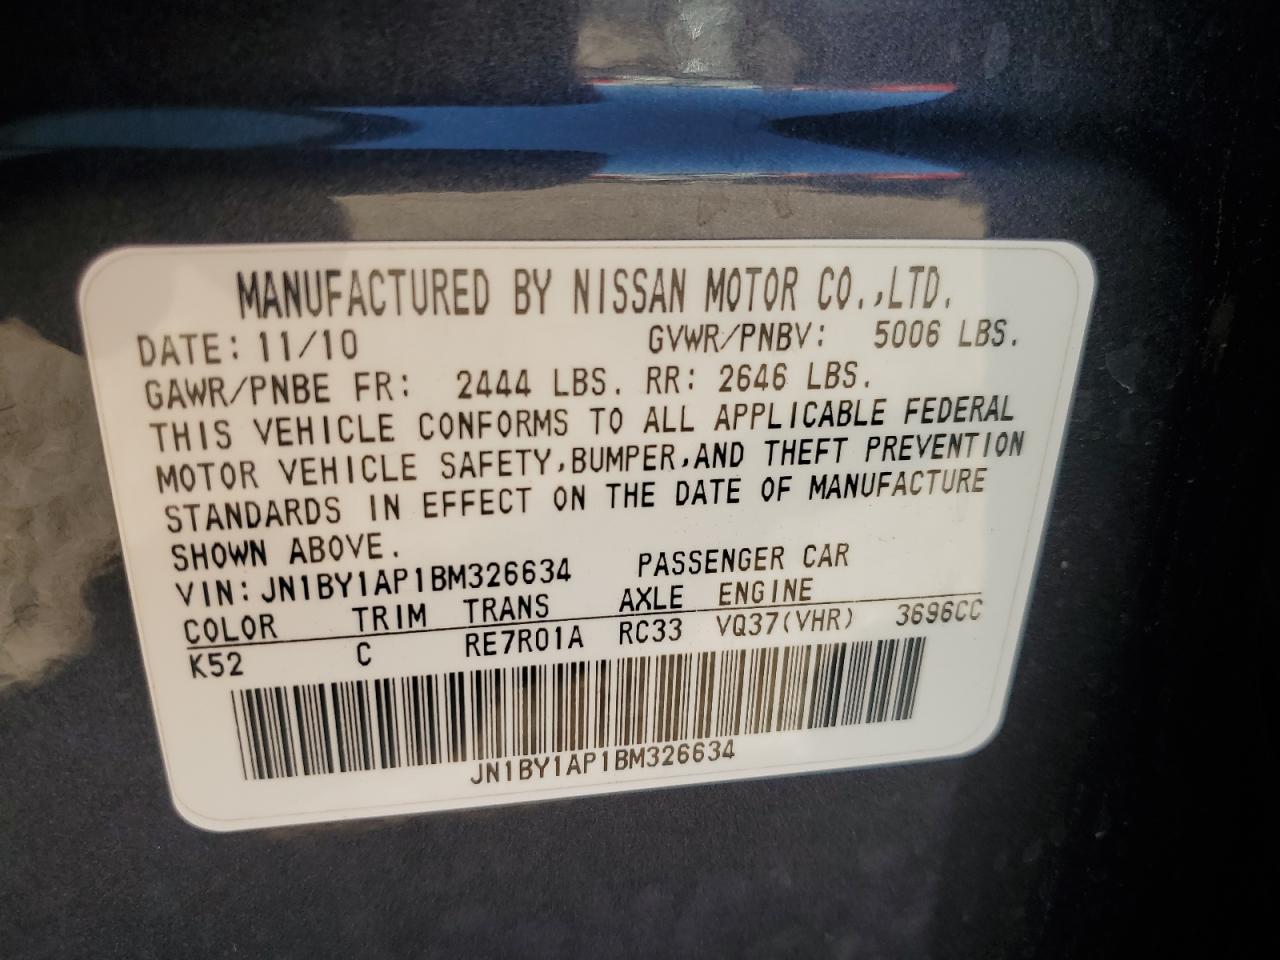 MANUFACTURED BY NISSAN MOTOR CO.,LTD.
DATE: 11/10 GVWR/PNBV: 5006 LBS.
GAWR/PNBE FR: 2444 LBS. RR: 2646 LBS.
THIS VEHICLE CONFORMS TO ALL APPLICABLE FEDERAL
MOTOR VEHICLE SAFETY,BUMPER,AND THEFT PREVENTION
STANDARDS IN EFFECT ON THE DATE OF MANUFACTURE
SHOWN ABOVE.
VIN: JN1BY1AP1BM326634 PASSENGER CAR
COLOR TRIM TRANS AXLE ENGINE
K52 C RE7R01A RC33 VQ37(VHR) 3696CC
JN1BY1AP1BM326634